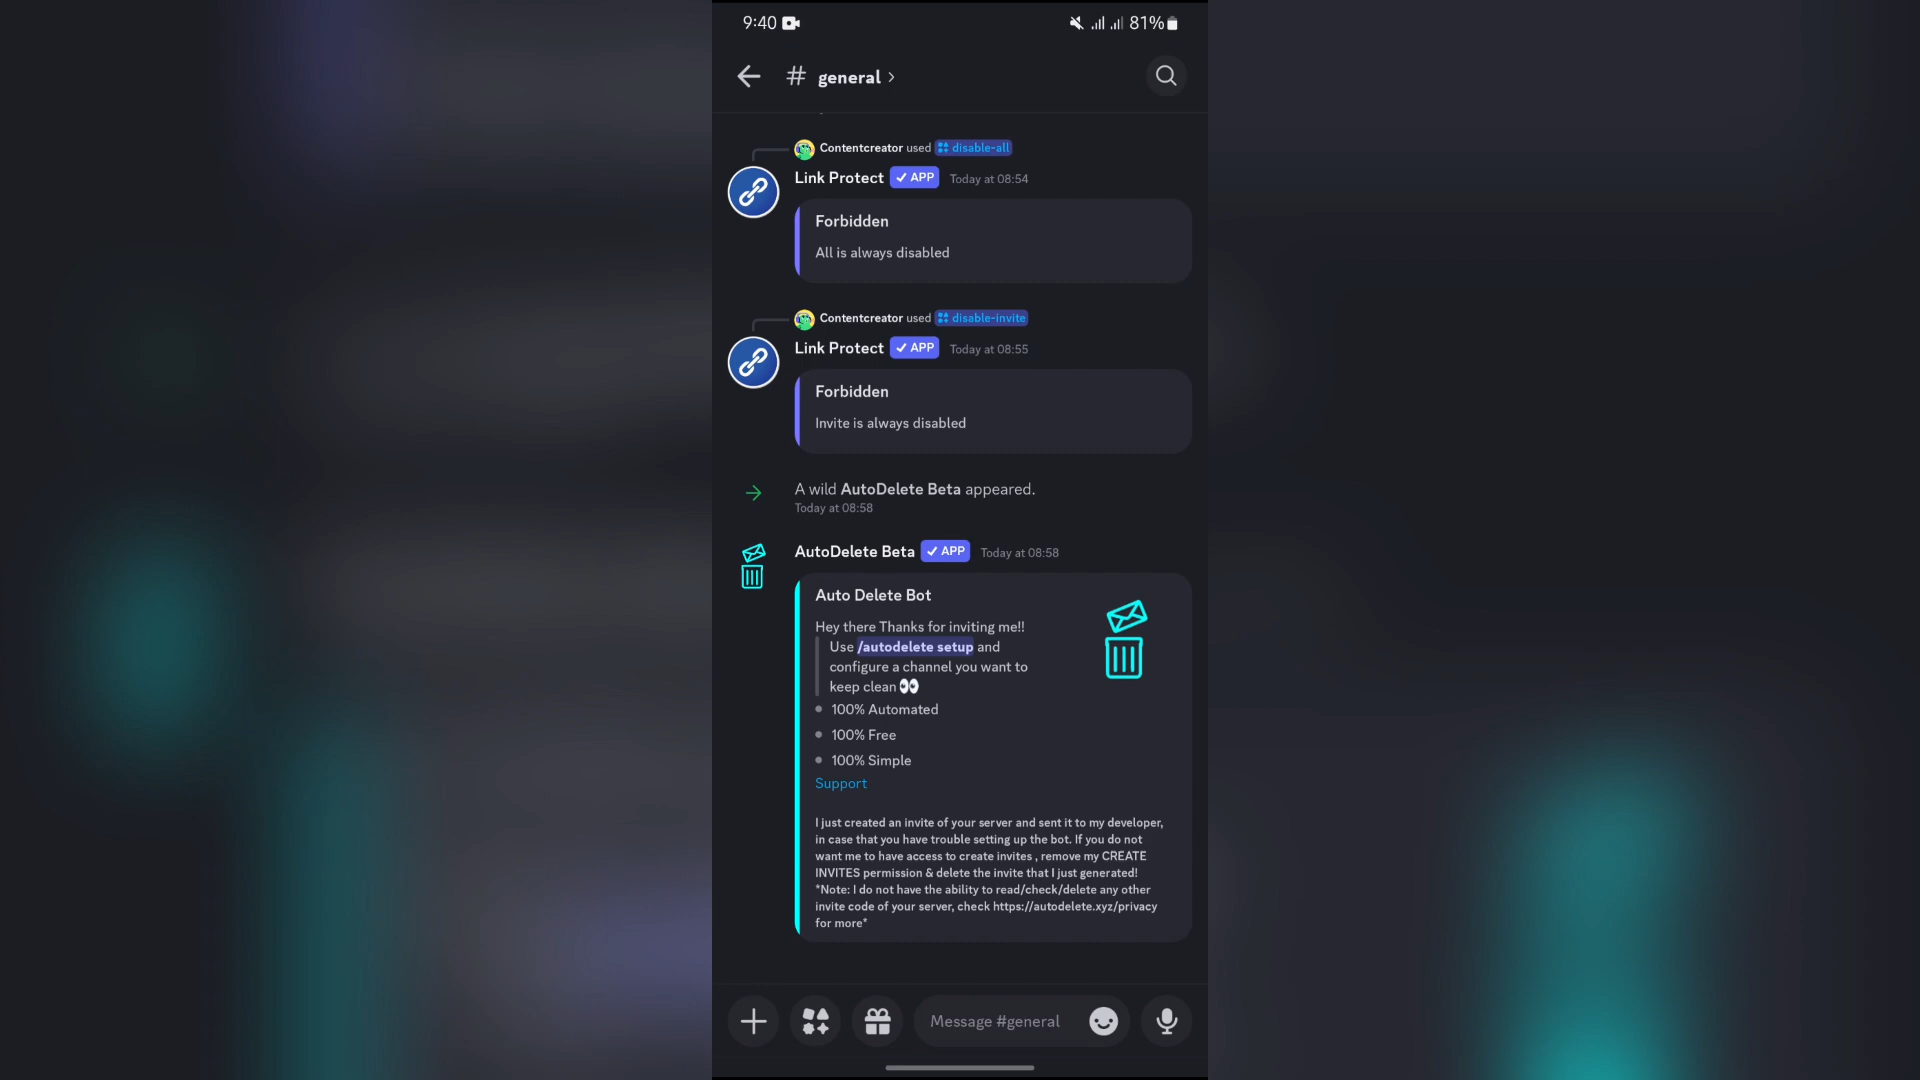 9:40
81%
# general >
Contentcreator used disable-all
Link Protect ✓ APP Today at 08:54
Forbidden
All is always disabled
Contentcreator used disable-invite
Link Protect ✓ APP Today at 08:55
Forbidden
Invite is always disabled
A wild AutoDelete Beta appeared.
Today at 08:58
AutoDelete Beta ✓ APP Today at 08:58
Auto Delete Bot
Hey there Thanks for inviting me!!
Use /autodelete setup and
configure a channel you want to
keep clean 👀
• 100% Automated
• 100% Free
• 100% Simple
Support
I just created an invite of your server and sent it to my developer,
in case that you have trouble setting up the bot. If you do not
want me to have access to create invites , remove my CREATE
INVITES permission & delete the invite that I just generated!
*Note: I do not have the ability to read/check/delete any other
invite code of your server, check https://autodelete.xyz/privacy
for more*
Message #general